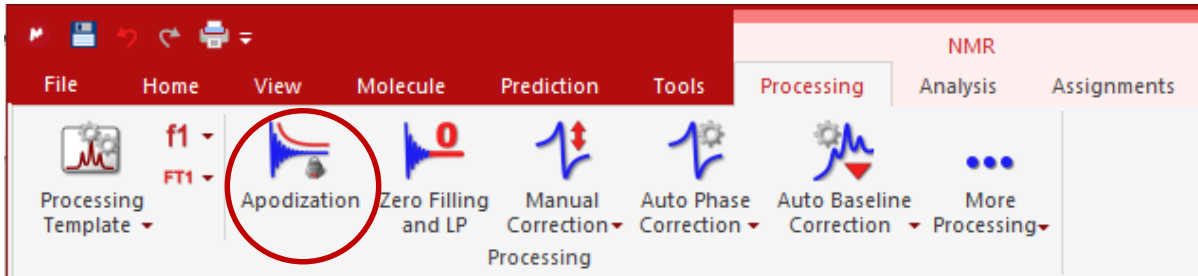 NMR
File Home View Molecule Prediction Tools Processing Analysis Assignments
f1
FT1
0
Processing Template
Apodization
Zero Filling and LP
Manual Correction
Auto Phase Correction
Auto Baseline Correction
More Processing
Processing